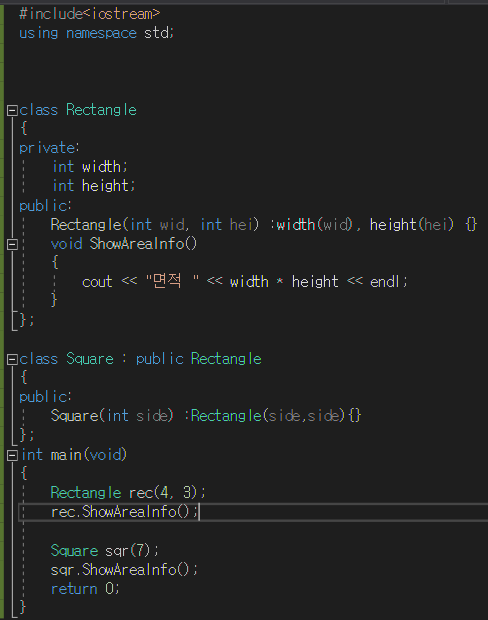 #include<iostream>
using namespace std;
class Rectangle
{
private:
int width;
int height;
public:
Rectangle(int wid, int hei) :width(wid), height(hei) {}
void ShowAreaInfo()
{
cout << "면적 " << width * height << endl;
}
};
class Square : public Rectangle
{
public:
Square(int side) :Rectangle(side,side){}
};
int main(void)
{
Rectangle rec(4, 3);
rec.ShowAreaInfo();
Square sqr(7);
sqr.ShowAreaInfo();
return 0;
}